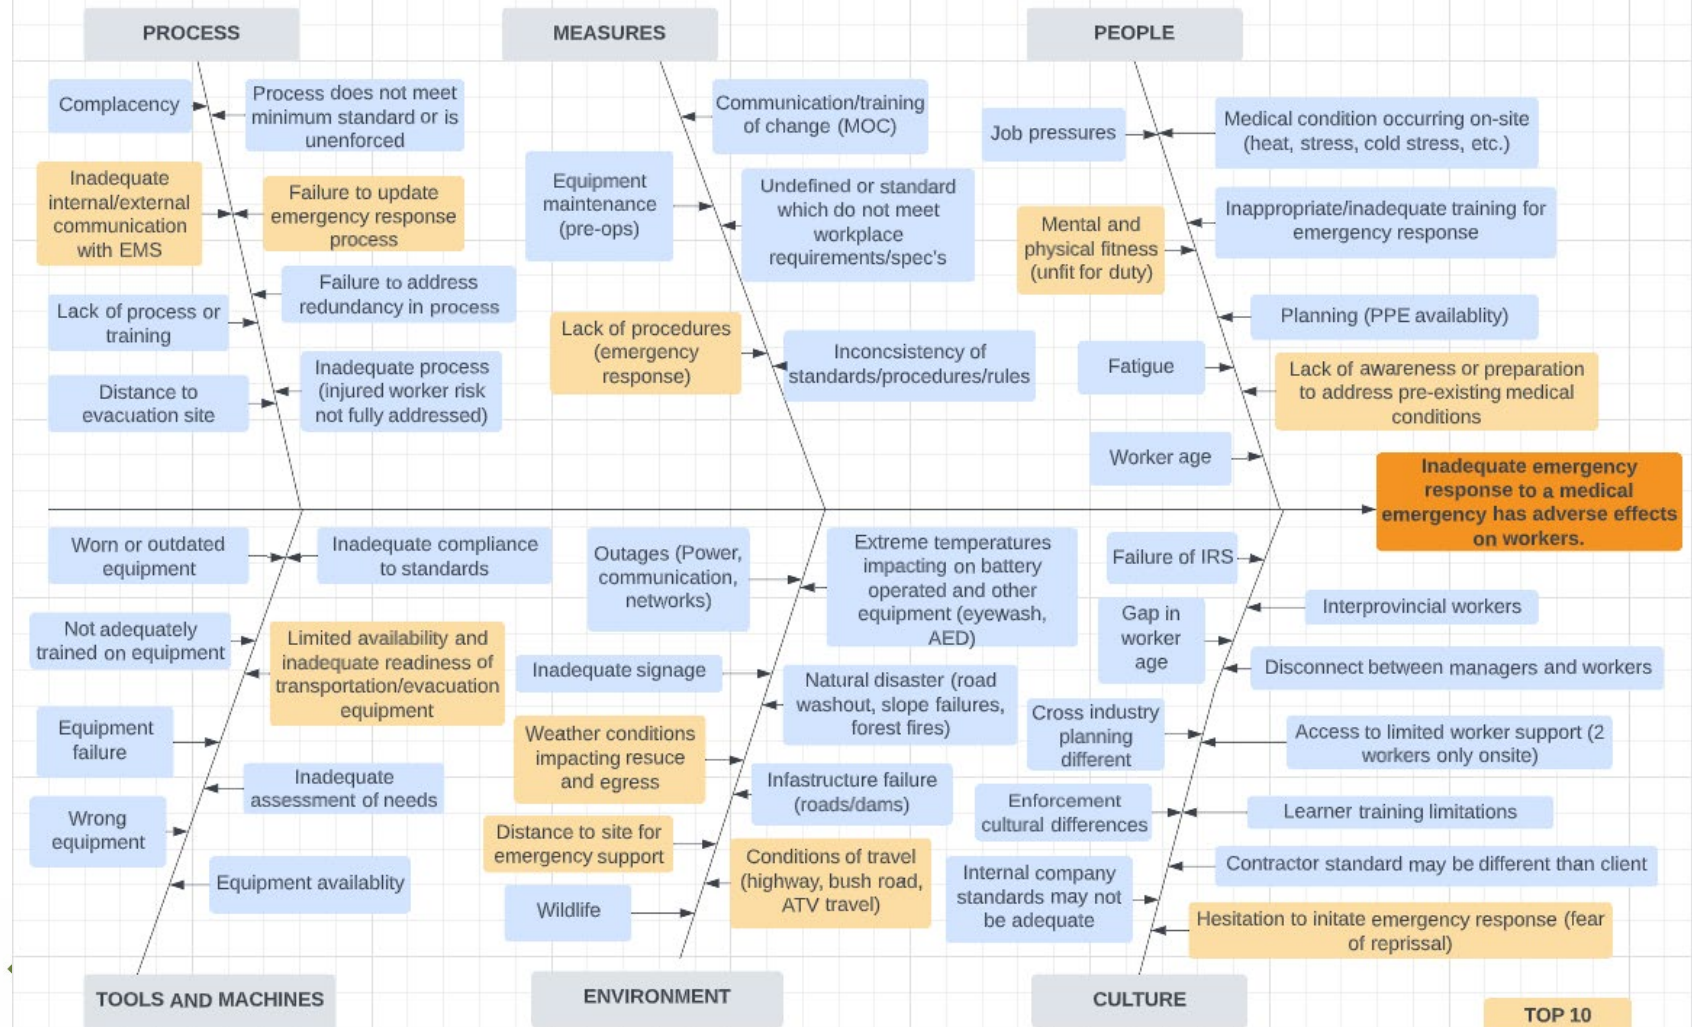 PROCESS
MEASURES
PEOPLE
Complacency
Process does not meet
minimum standard or is
unenforced
Inadequate
internal/external
communication
with EMS
Failure to update
emergency response
process
Failure to address
redundancy in process
Lack of process or
training
Inadequate process
(injured worker risk
not fully addressed)
Distance to
evacuation site
Communication/training
of change (MOC)
Equipment
maintenance
(pre-ops)
Undefined or standard
which do not meet
workplace
requirements/spec's
Lack of procedures
(emergency
response)
Inconcsistency of
standards/procedures/rules
Job pressures
Medical condition occurring on-site
(heat, stress, cold stress, etc.)
Inappropriate/inadequate training for
emergency response
Mental and
physical fitness
(unfit for duty)
Planning (PPE availablity)
Fatigue
Lack of awareness or preparation
to address pre-existing medical
conditions
Worker age
Inadequate emergency
response to a medical
emergency has adverse effects
on workers.
Worn or outdated
equipment
Inadequate compliance
to standards
Not adequately
trained on equipment
Limited availability and
inadequate readiness of
transportation/evacuation
equipment
Equipment
failure
Inadequate
assessment of needs
Wrong
equipment
Equipment availablity
Outages (Power,
communication,
networks)
Extreme temperatures
impacting on battery
operated and other
equipment (eyewash,
AED)
Inadequate signage
Natural disaster (road
washout, slope failures,
forest fires)
Weather conditions
impacting resuce
and egress
Infastructure failure
(roads/dams)
Distance to site for
emergency support
Conditions of travel
(highway, bush road,
ATV travel)
Wildlife
Failure of IRS
Interprovincial workers
Gap in
worker
age
Disconnect between managers and workers
Cross industry
planning
different
Access to limited worker support (2
workers only onsite)
Enforcement
cultural differences
Learner training limitations
Contractor standard may be different than client
Internal company
standards may not
be adequate
Hesitation to initate emergency response (fear
of reprissal)
TOOLS AND MACHINES
ENVIRONMENT
CULTURE
TOP 10